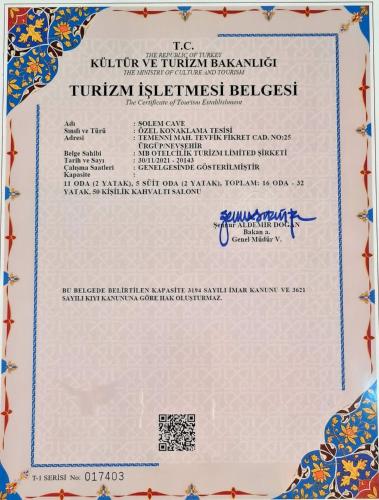 T.C.
THE REPUBLIC OF TURKEY
KÜLTÜR VE TURİZM BAKANLIĞI
THE MINISTRY OF CULTURE AND TOURISM
TURİZM İŞLETMESİ BELGESİ
The Certificate of Tourism Establishment
Adı : SOLEM CAVE
Sınıfı ve Türü : ÖZEL KONAKLAMA TESİSİ
Adresi : TEMENNİ MAH. TEVFİK FİKRET CAD. NO:25
ÜRGÜP/NEVŞEHİR
Belge Sahibi : MB OTELCİLİK TURİZM LİMİTED ŞİRKETİ
Tarih ve Sayı : 30/11/2021 - 20143
Çalışma Saatleri : GENELGESİNDE GÖSTERİLMİŞTİR
Kapasite :
11 ODA (2 YATAK), 5 SÜİT ODA (2 YATAK), TOPLAM: 16 ODA - 32
YATAK, 50 KİŞİLİK KAHVALTI SALONU
Şennur ALDEMİR DOĞAN
Bakan a.
Genel Müdür V.
BU BELGEDE BELİRTİLEN KAPASİTE 3194 SAYILI İMAR KANUNU VE 3621
SAYILI KIYI KANUNUNA GÖRE HAK OLUŞTURMAZ.
T-1 SERİSİ No: 017403